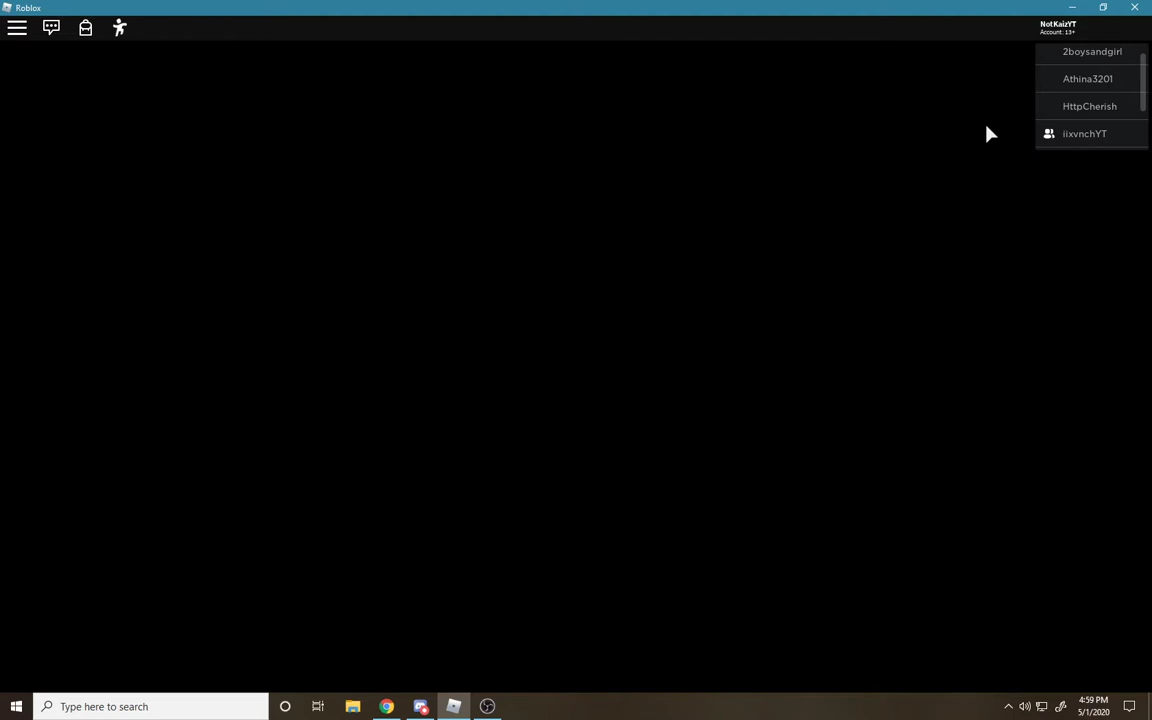 Roblox
NotKaizYT
Account: 13+
2boysandgirl
Athina3201
HttpCherish
iixvnchYT
Type here to search
4:59 PM
5/1/2020